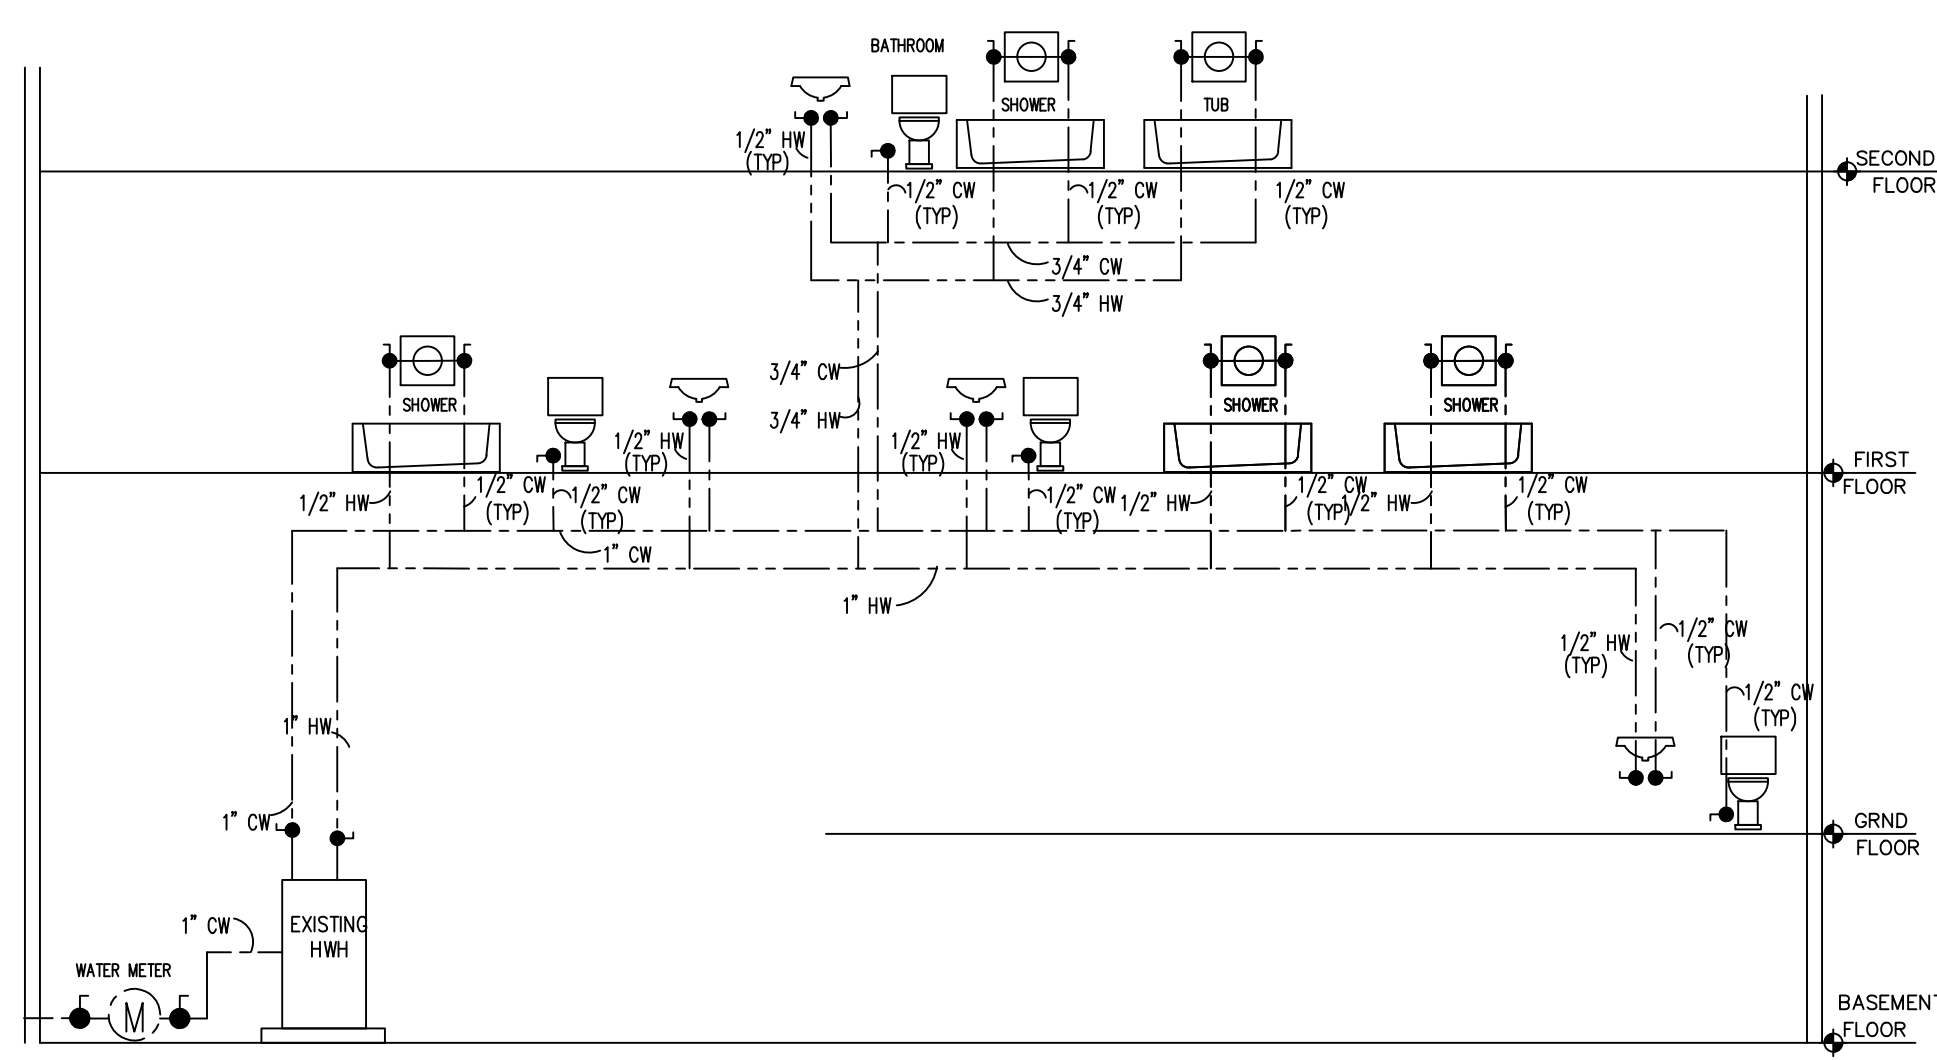 BATHROOM
SHOWER
TUB
1/2" HW
(TYP)
SECOND
FLOOR
1/2" CW
(TYP)
1/2" CW
(TYP)
1/2" CW
(TYP)
3/4" CW
3/4" HW
3/4" CW
3/4" HW
SHOWER
SHOWER
SHOWER
1/2" HW
(TYP)
1/2" HW
(TYP)
FIRST
FLOOR
1/2" HW
1/2" CW
(TYP)
1/2" CW
(TYP)
1/2" CW
(TYP)
1/2" HW
1/2" CW
(TYP)
1/2" HW
1/2" CW
(TYP)
1" CW
1" HW
1/2" HW
(TYP)
1/2" CW
(TYP)
1/2" CW
(TYP)
1" HW
1" CW
GRND
FLOOR
1" CW
EXISTING
HWH
WATER METER
M
BASEMENT
FLOOR